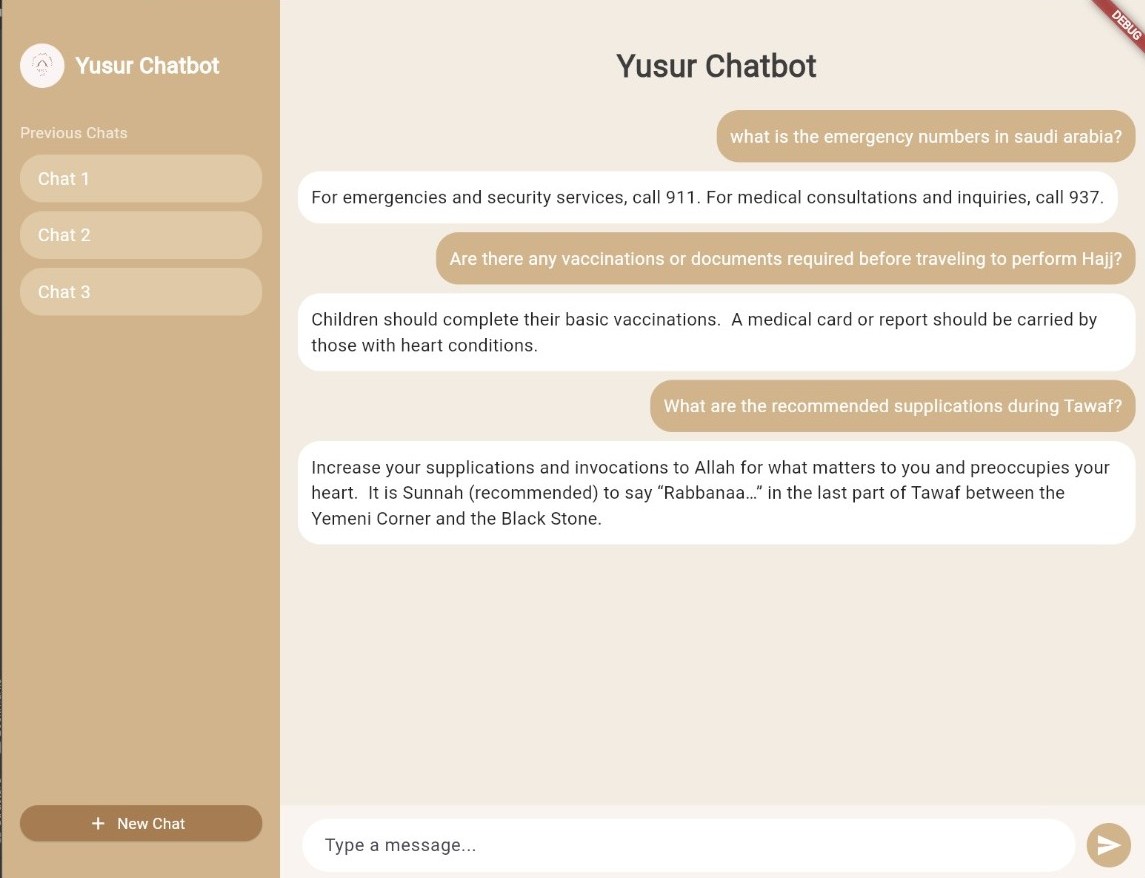 DEBUG
Yusur Chatbot
Previous Chats
Chat 1
Chat 2
Chat 3
+ New Chat
Yusur Chatbot
what is the emergency numbers in saudi arabia?
For emergencies and security services, call 911. For medical consultations and inquiries, call 937.
Are there any vaccinations or documents required before traveling to perform Hajj?
Children should complete their basic vaccinations.  A medical card or report should be carried by
those with heart conditions.
What are the recommended supplications during Tawaf?
Increase your supplications and invocations to Allah for what matters to you and preoccupies your
heart.  It is Sunnah (recommended) to say “Rabbanaa…” in the last part of Tawaf between the
Yemeni Corner and the Black Stone.
Type a message...